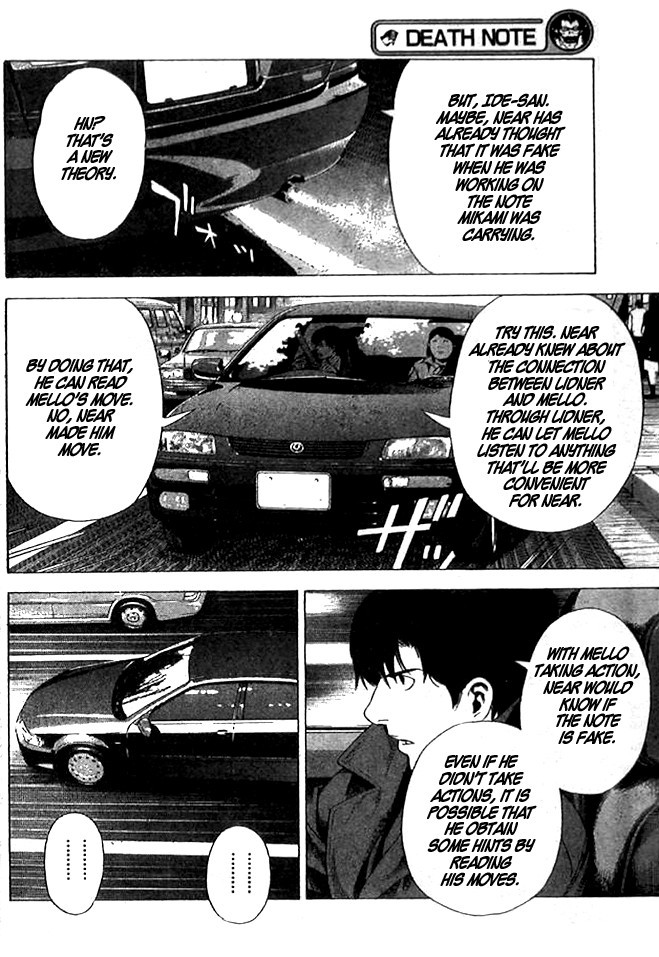 DEATH NOTE
BUT, IDE-SAN.
MAYBE, NEAR HAS
ALREADY THOUGHT
THAT IT WAS FAKE
WHEN HE WAS
WORKING ON
THE NOTE
MIKAMI WAS
CARRYING.
HN?
THAT'S
A NEW
THEORY.
TRY THIS. NEAR
ALREADY KNEW ABOUT
THE CONNECTION
BETWEEN LIDNER
AND MELLO.
THROUGH LIDNER,
HE CAN LET MELLO
LISTEN TO ANYTHING
THAT'LL BE MORE
CONVENIENT
FOR NEAR.
BY DOING THAT,
HE CAN READ
MELLO'S MOVE.
NO, NEAR
MADE HIM
MOVE.
WITH MELLO
TAKING ACTION,
NEAR WOULD
KNOW IF
THE NOTE
IS FAKE.
EVEN IF HE
DIDN'T TAKE
ACTIONS, IT IS
POSSIBLE THAT
HE OBTAIN
SOME HINTS BY
READING
HIS MOVES.